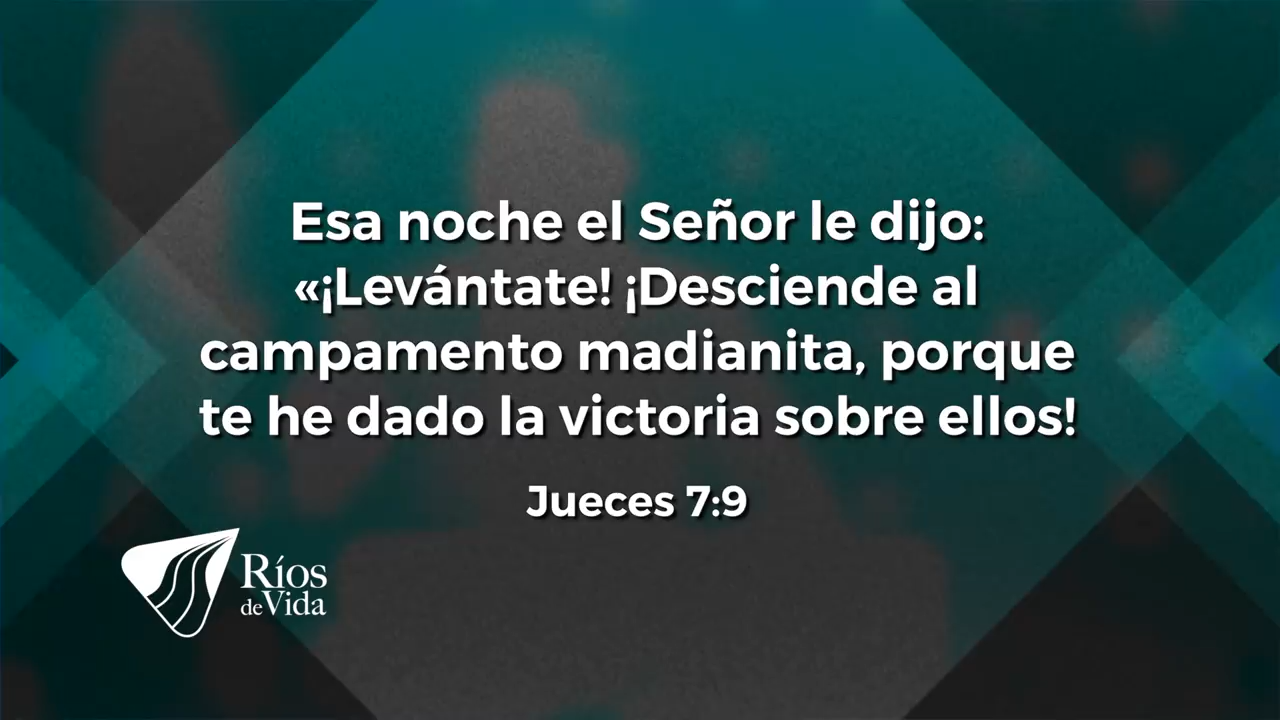 Esa noche el Señor le dijo:
«¡Levántate! ¡Desciende al
campamento madianita, porque
te he dado la victoria sobre ellos!
Jueces 7:9
Ríos
de Vida